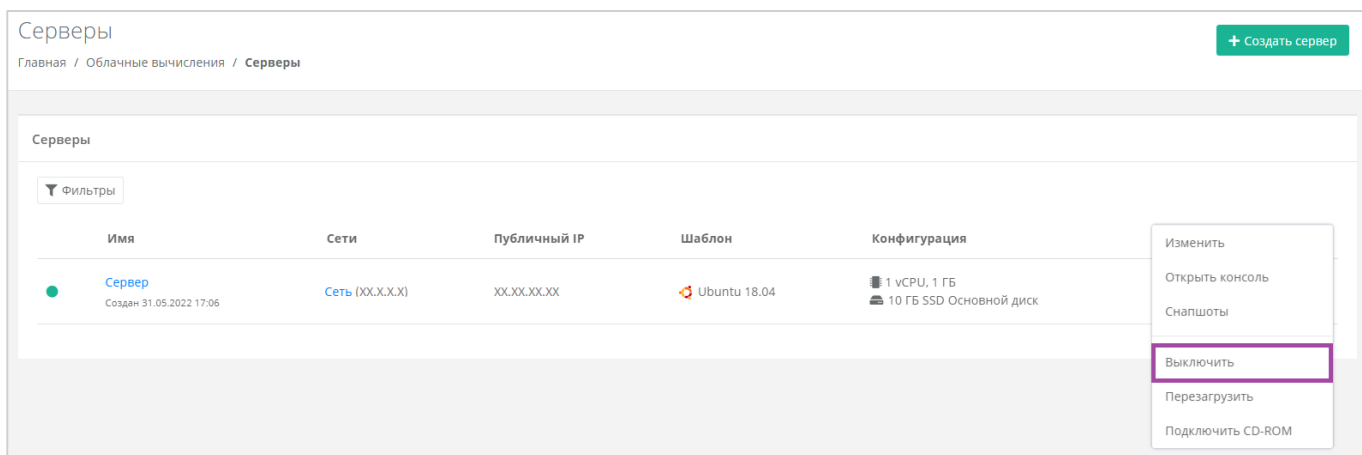 Серверы
+ Создать сервер
Главная / Облачные вычисления / Серверы
Серверы
Фильтры
Имя Сети Публичный IP Шаблон Конфигурация
Сервер
Создан 31.05.2022 17:06
Сеть (XX.X.X.X)
XX.XX.XX.XX
Ubuntu 18.04
1 vCPU, 1 ГБ
10 ГБ SSD Основной диск
Изменить
Открыть консоль
Снапшоты
Выключить
Перезагрузить
Подключить CD-ROM